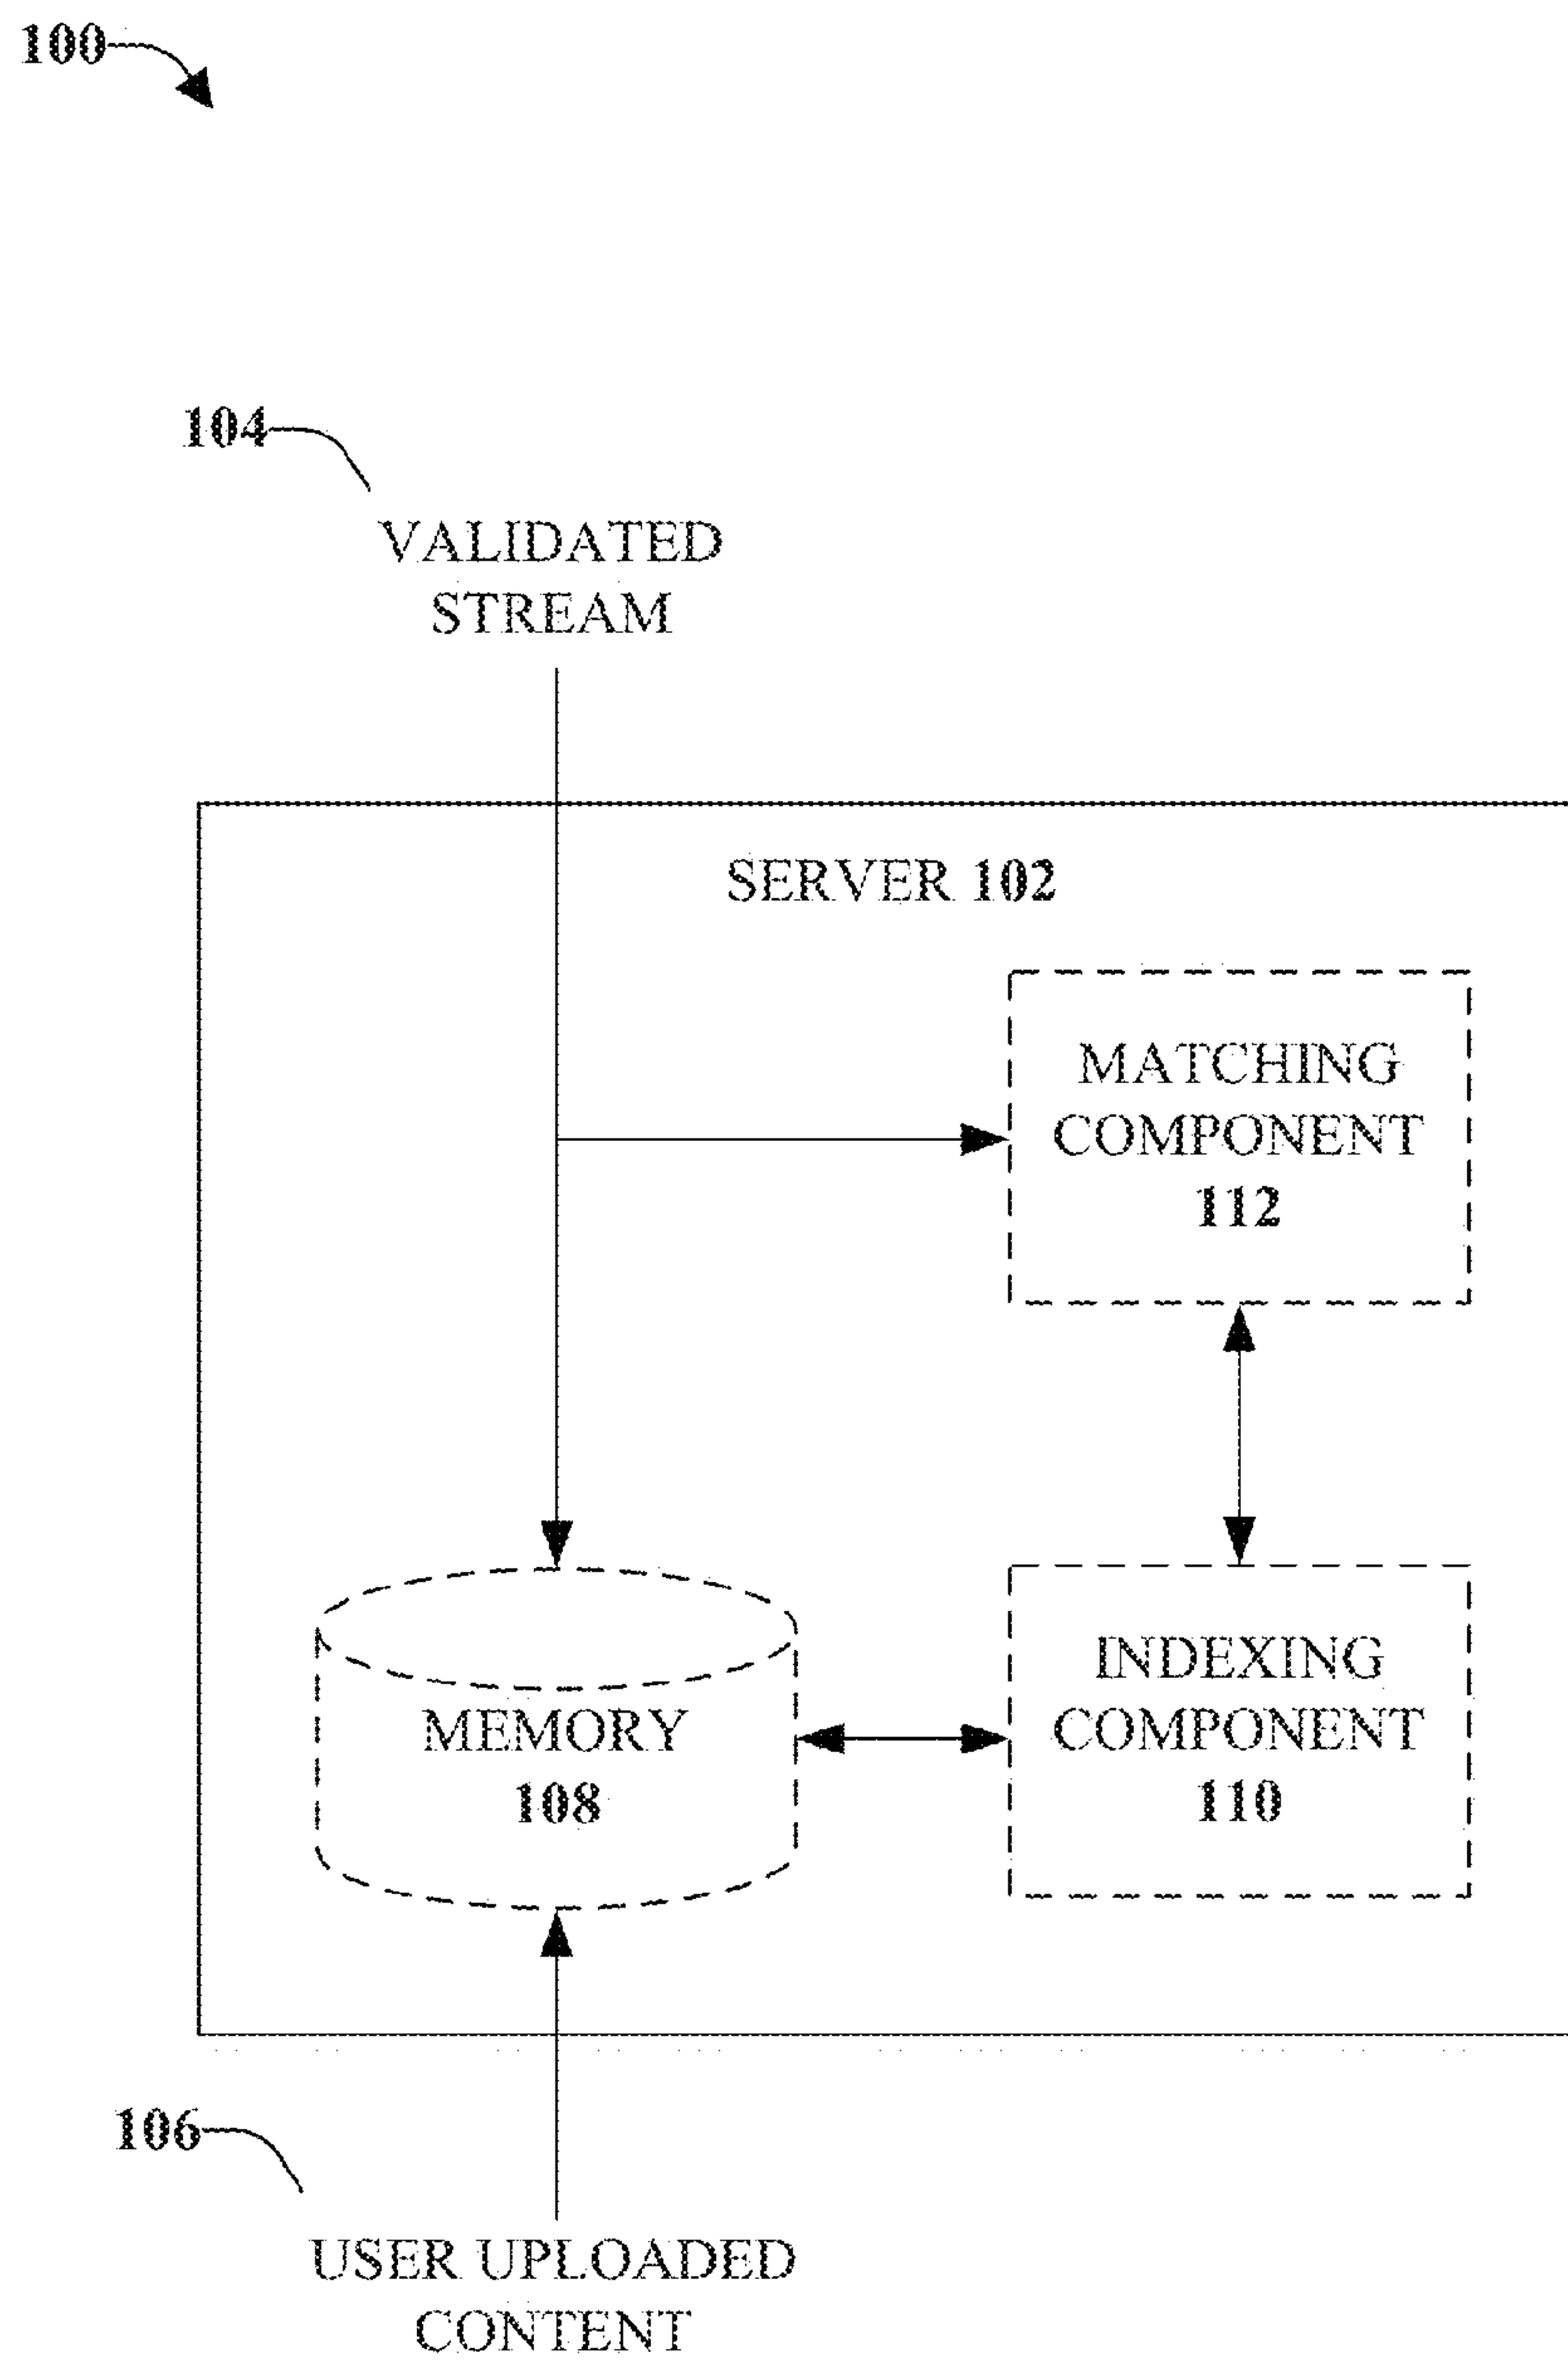 100
104
VALIDATED
STREAM
SERVER 102
MATCHING
COMPONENT
112
MEMORY
108
INDEXING
COMPONENT
110
106
USER UPLOADED
CONTENT